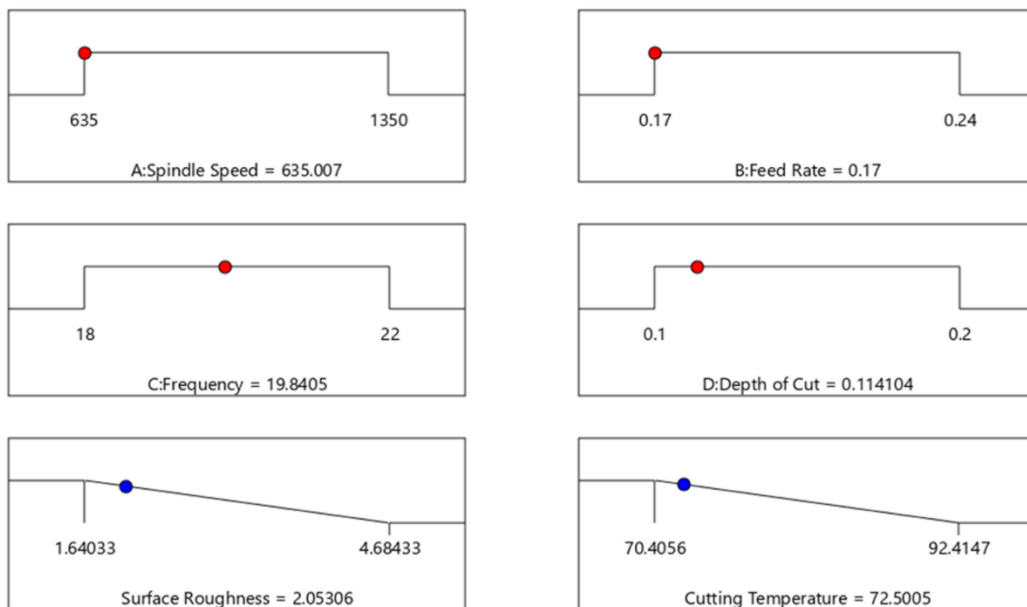 635 1350
A:Spindle Speed = 635.007
0.17 0.24
B:Feed Rate = 0.17
18 22
C:Frequency = 19.8405
0.1 0.2
D:Depth of Cut = 0.114104
1.64033 4.68433
Surface Roughness = 2.05306
70.4056 92.4147
Cutting Temperature = 72.5005